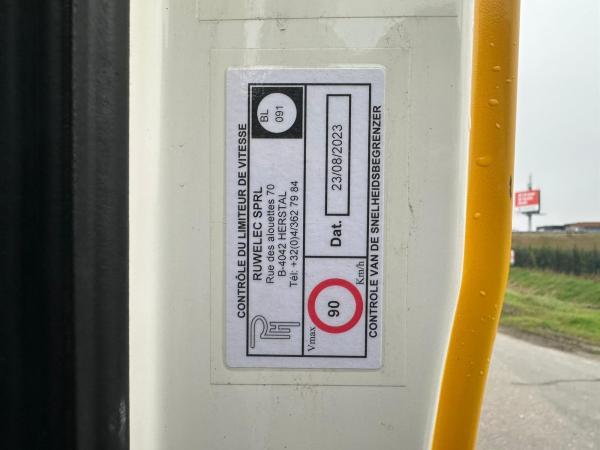 CONTRÔLE DU LIMITEUR DE VITESSE
RUWELEC SPRL
Rue des alouettes 70
B-4042 HERSTAL
Tél: +32(0)4/362 79 84
BL
091
Vmax
90
Km/h
Dat.
23/08/2023
CONTROLE VAN DE SNELHEIDSBEGRENZER